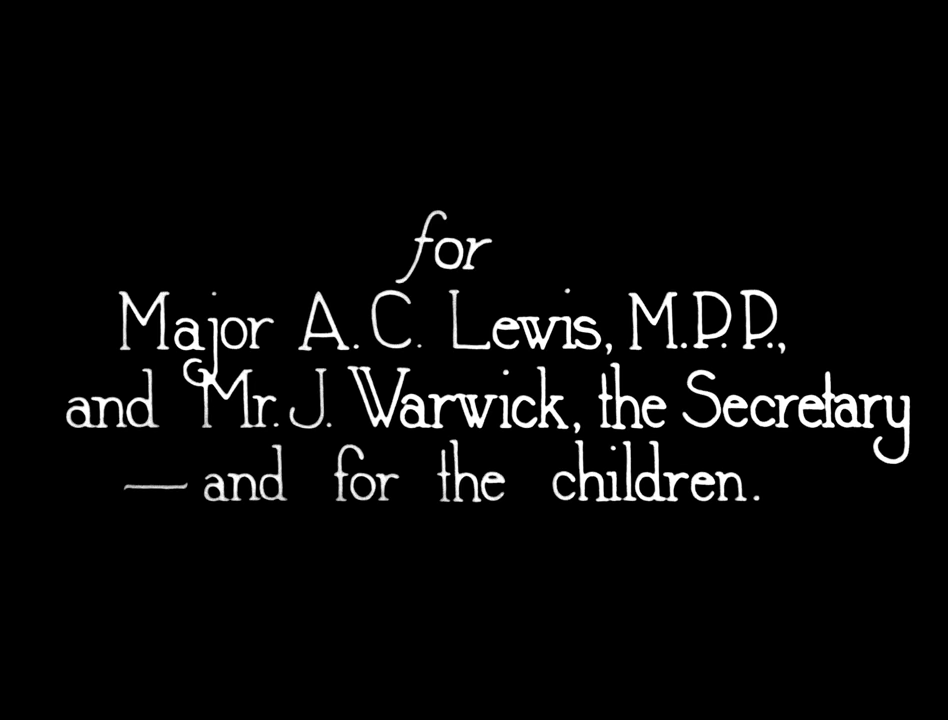 for
Major A. C. Lewis, M.P.P.,
and Mr. J. Warwick, the Secretary
— and for the children.